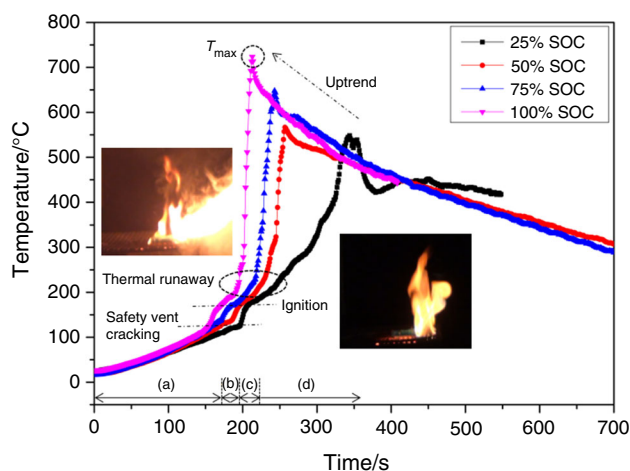 800
700
600
500
400
300
200
100
0
Temperature/°C
T max
Uptrend
25% SOC
50% SOC
75% SOC
100% SOC
Thermal runaway
Ignition
Safety vent
cracking
(a)
(b)
(c)
(d)
0
100
200
300
400
500
600
700
Time/s